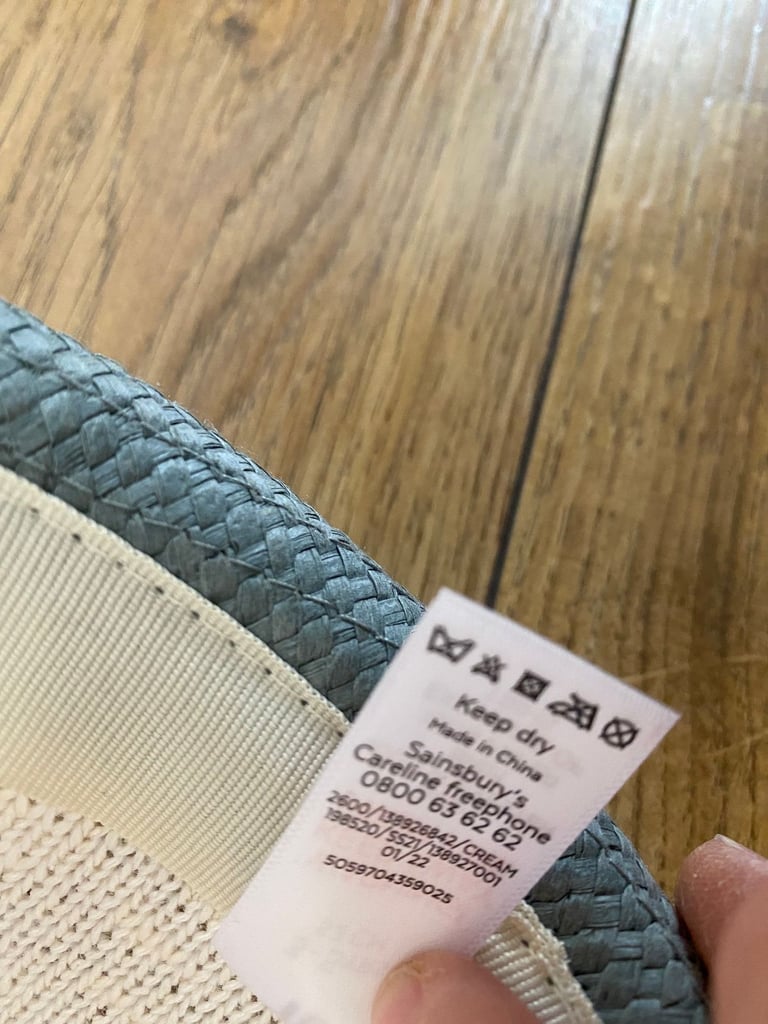 Keep dry
Made in China
Sainsbury's
Careline freephone
0800 63 62 62
2600/138926842/CREAM
198520/SS21/138927001
01/22
5059704359025